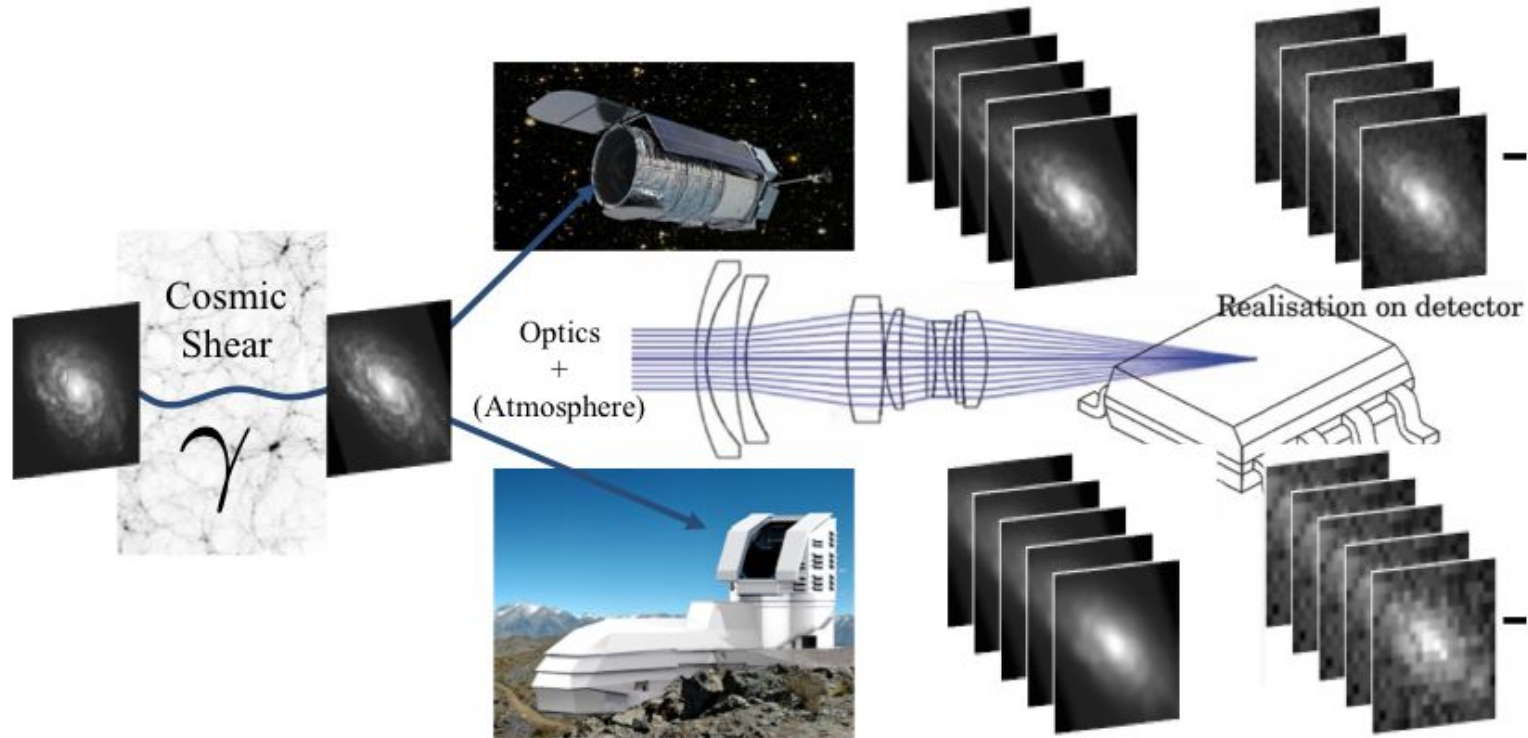 Cosmic
Shear
γ
Optics
+
(Atmosphere)
Realisation on detector